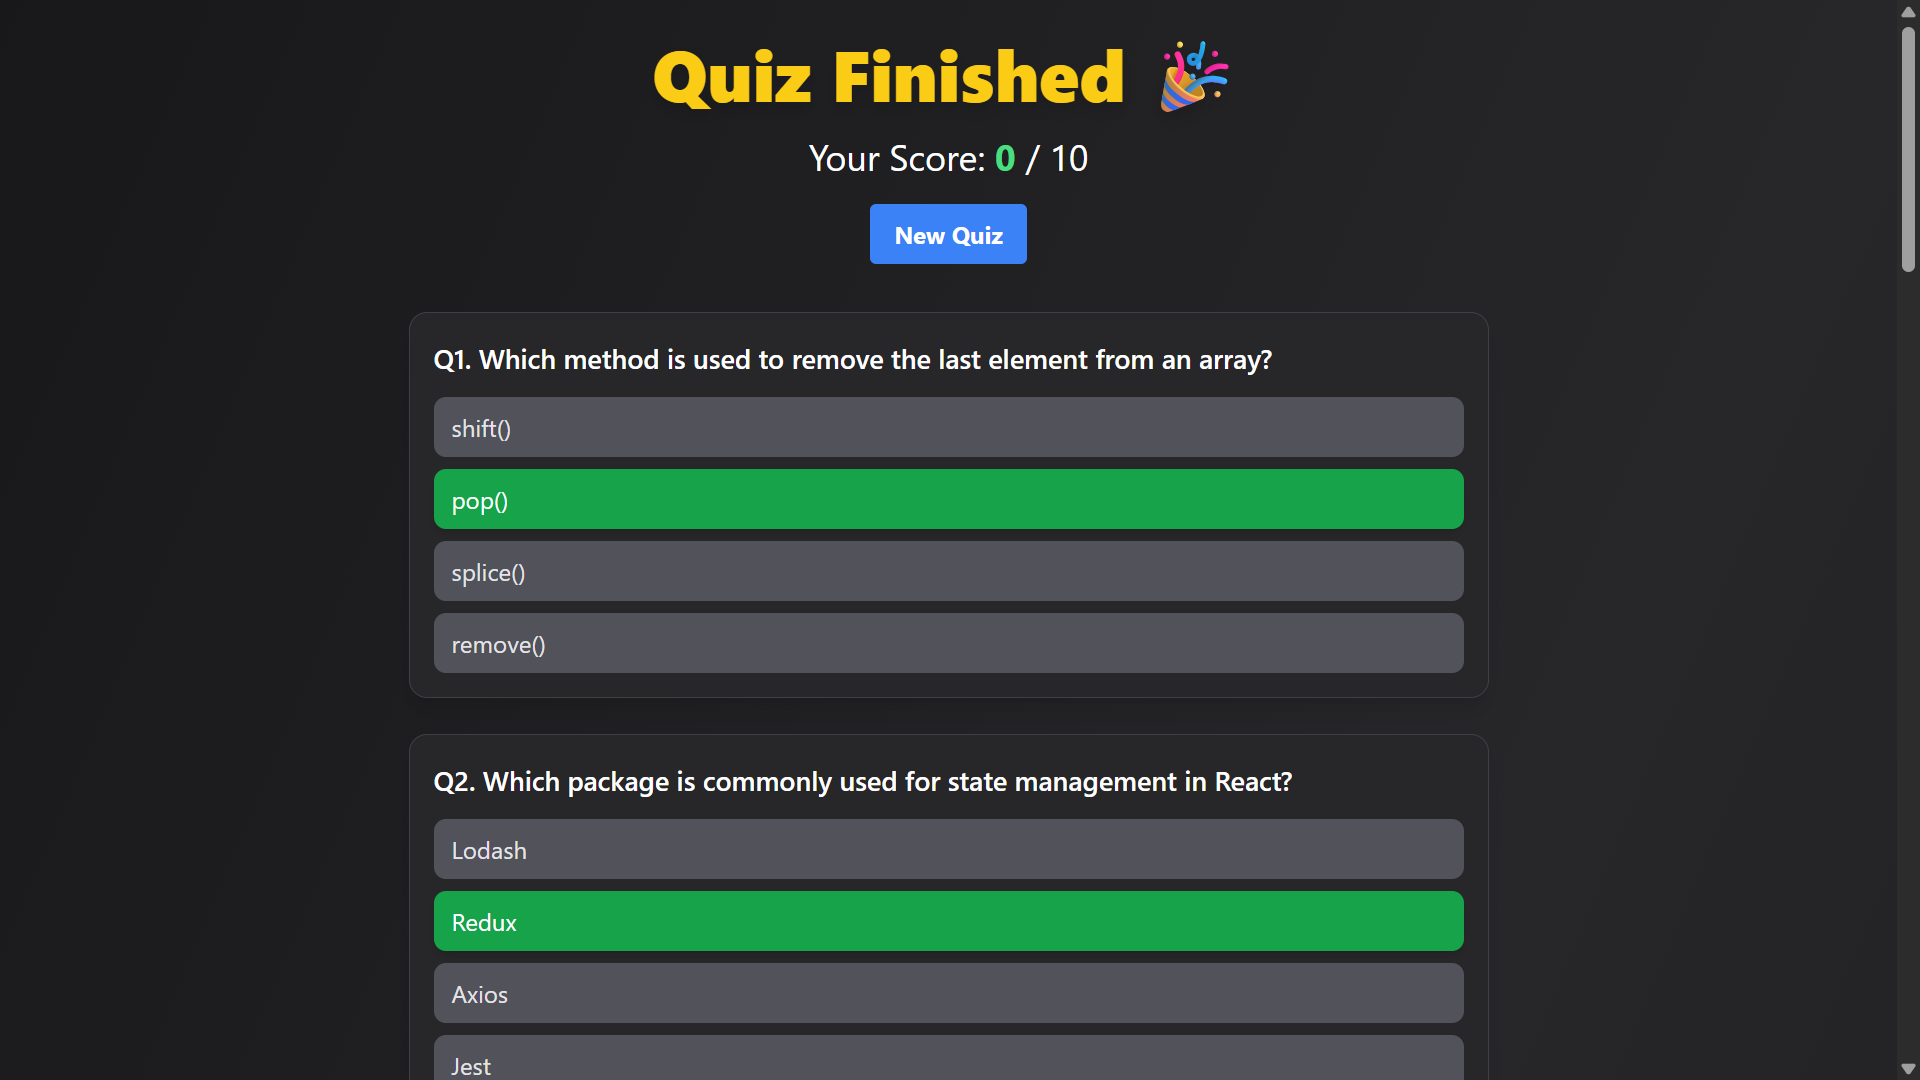 Quiz Finished 🎉
Your Score: 0 / 10
New Quiz
Q1. Which method is used to remove the last element from an array?
shift()
pop()
splice()
remove()
Q2. Which package is commonly used for state management in React?
Lodash
Redux
Axios
Jest